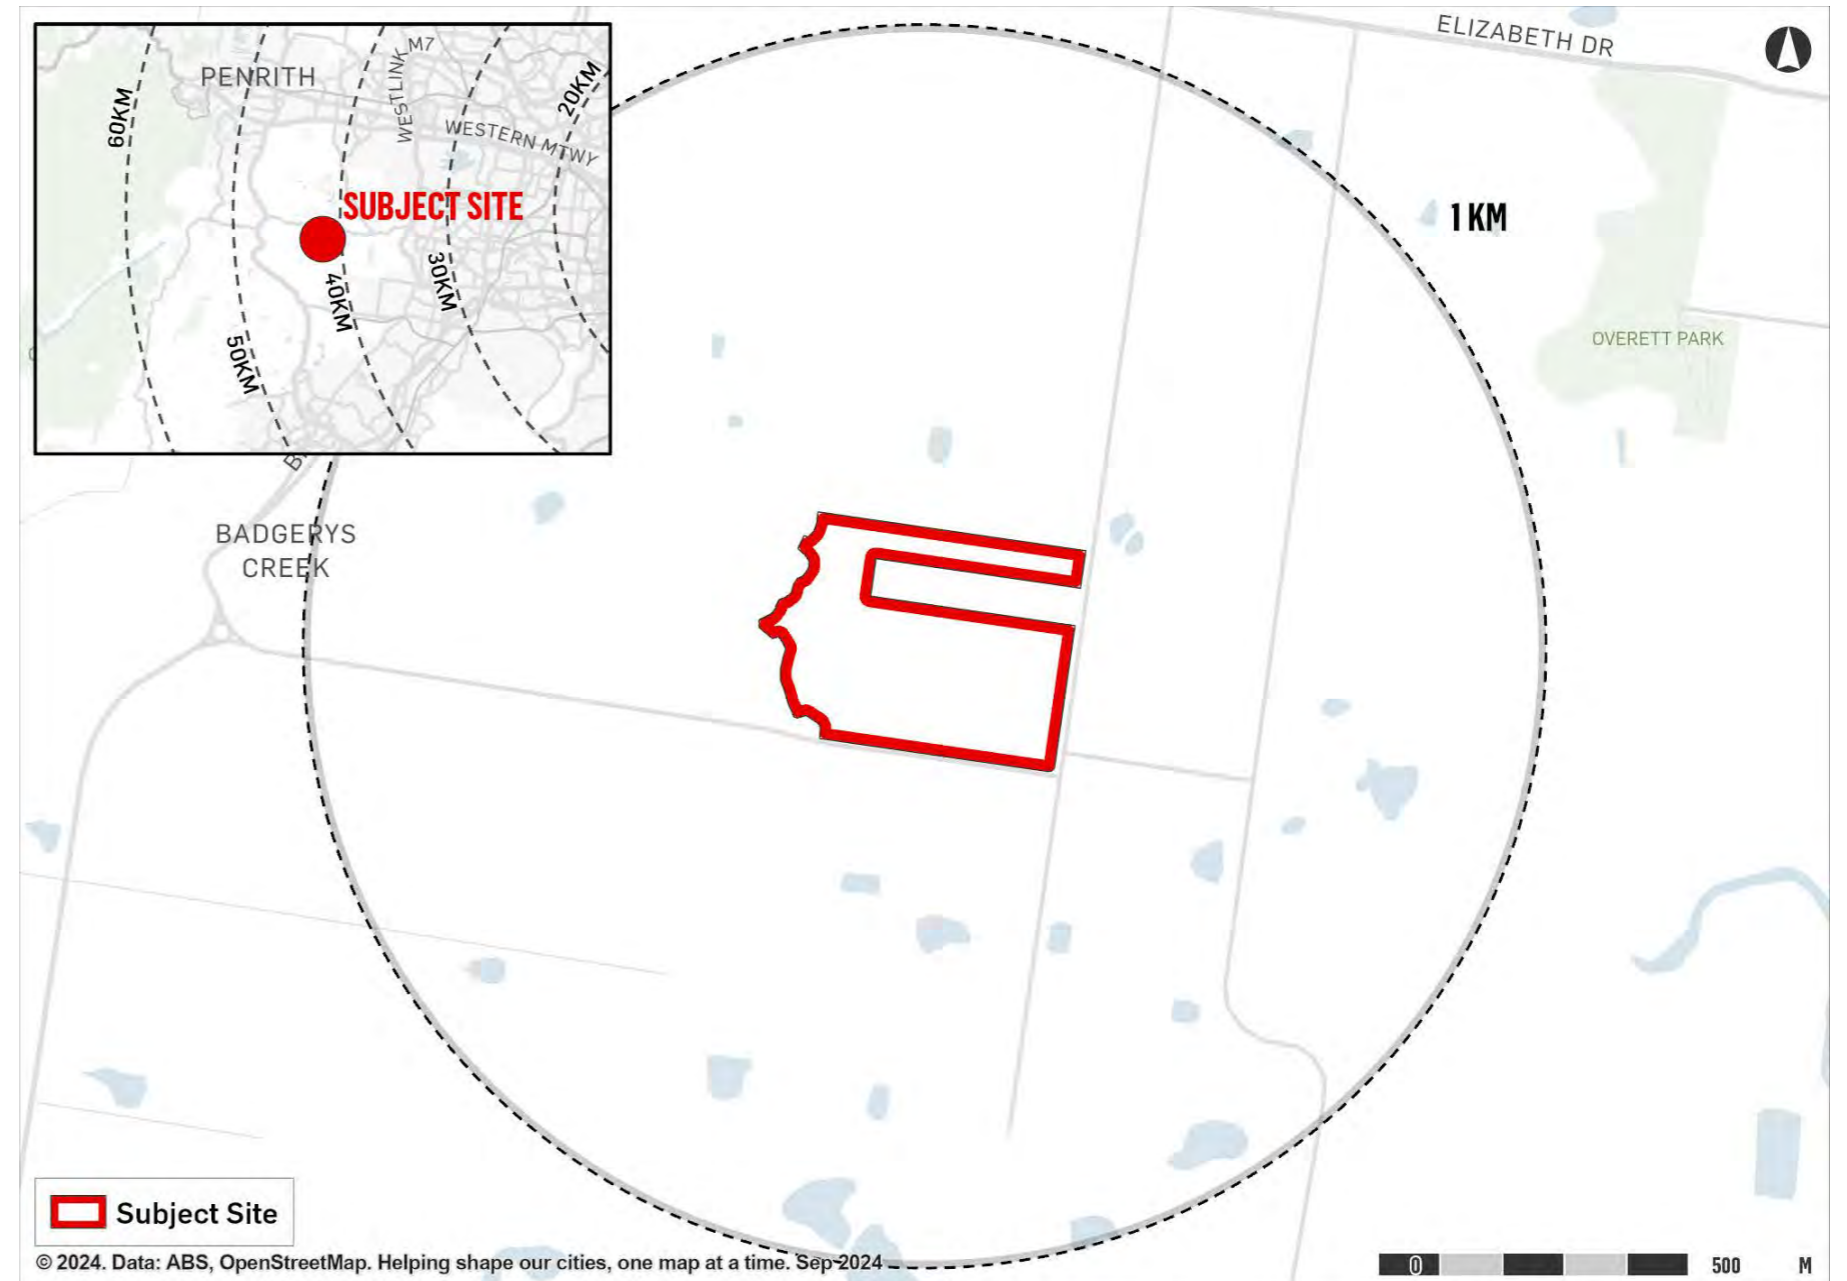 ELIZABETH DR
M7
PENRITH
WESTLINK
20KM
60KM
WESTERN MTWY
SUBJECT SITE
1 KM
30KM
40KM
OVERETT PARK
50KM
BADGERYS
CREEK
Subject Site
© 2024. Data: ABS, OpenStreetMap. Helping shape our cities, one map at a time. Sep 2024
0 500 M